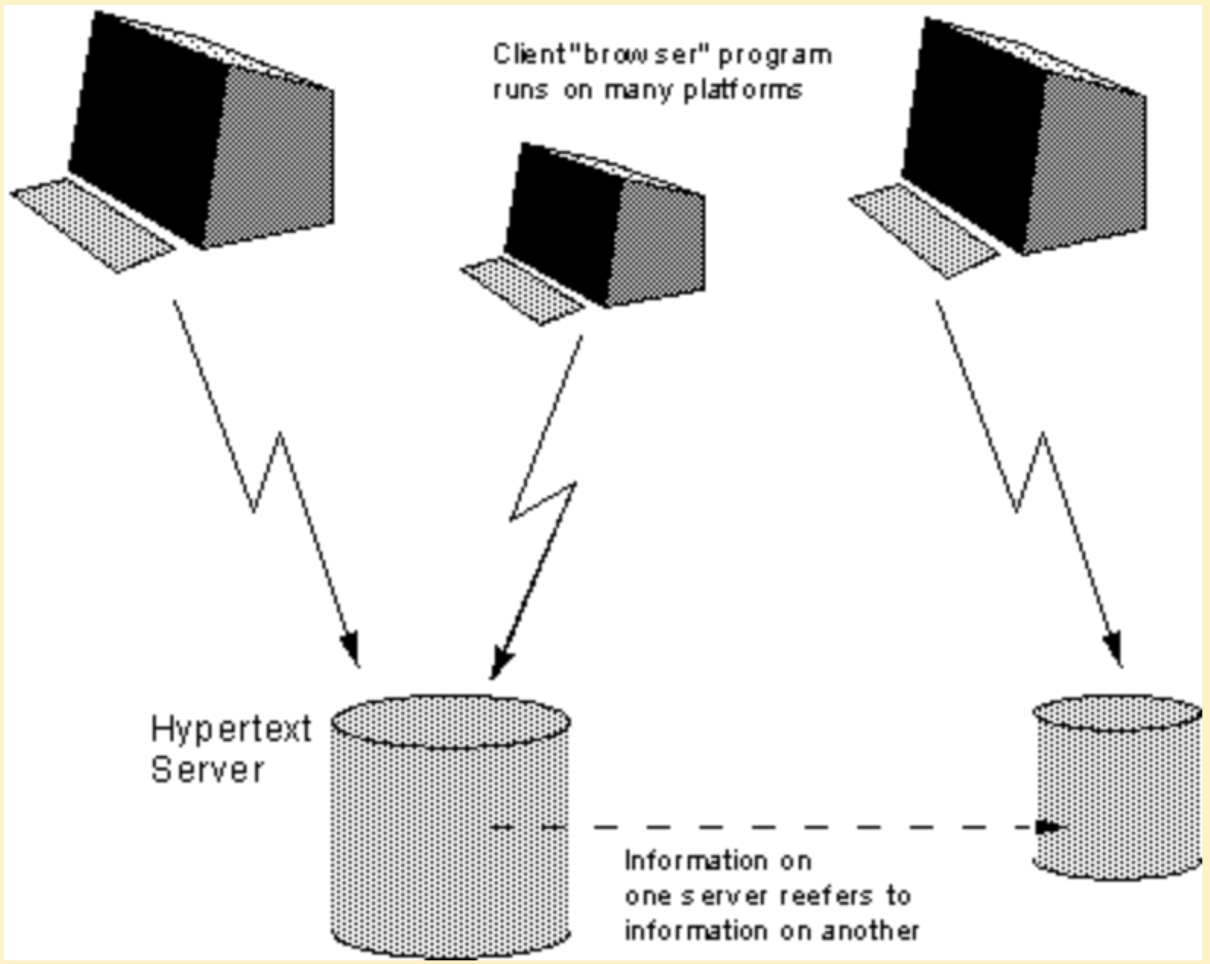 Client "browser" program
runs on many platforms
Hypertext
Server
Information on
one server reefers to
information on another